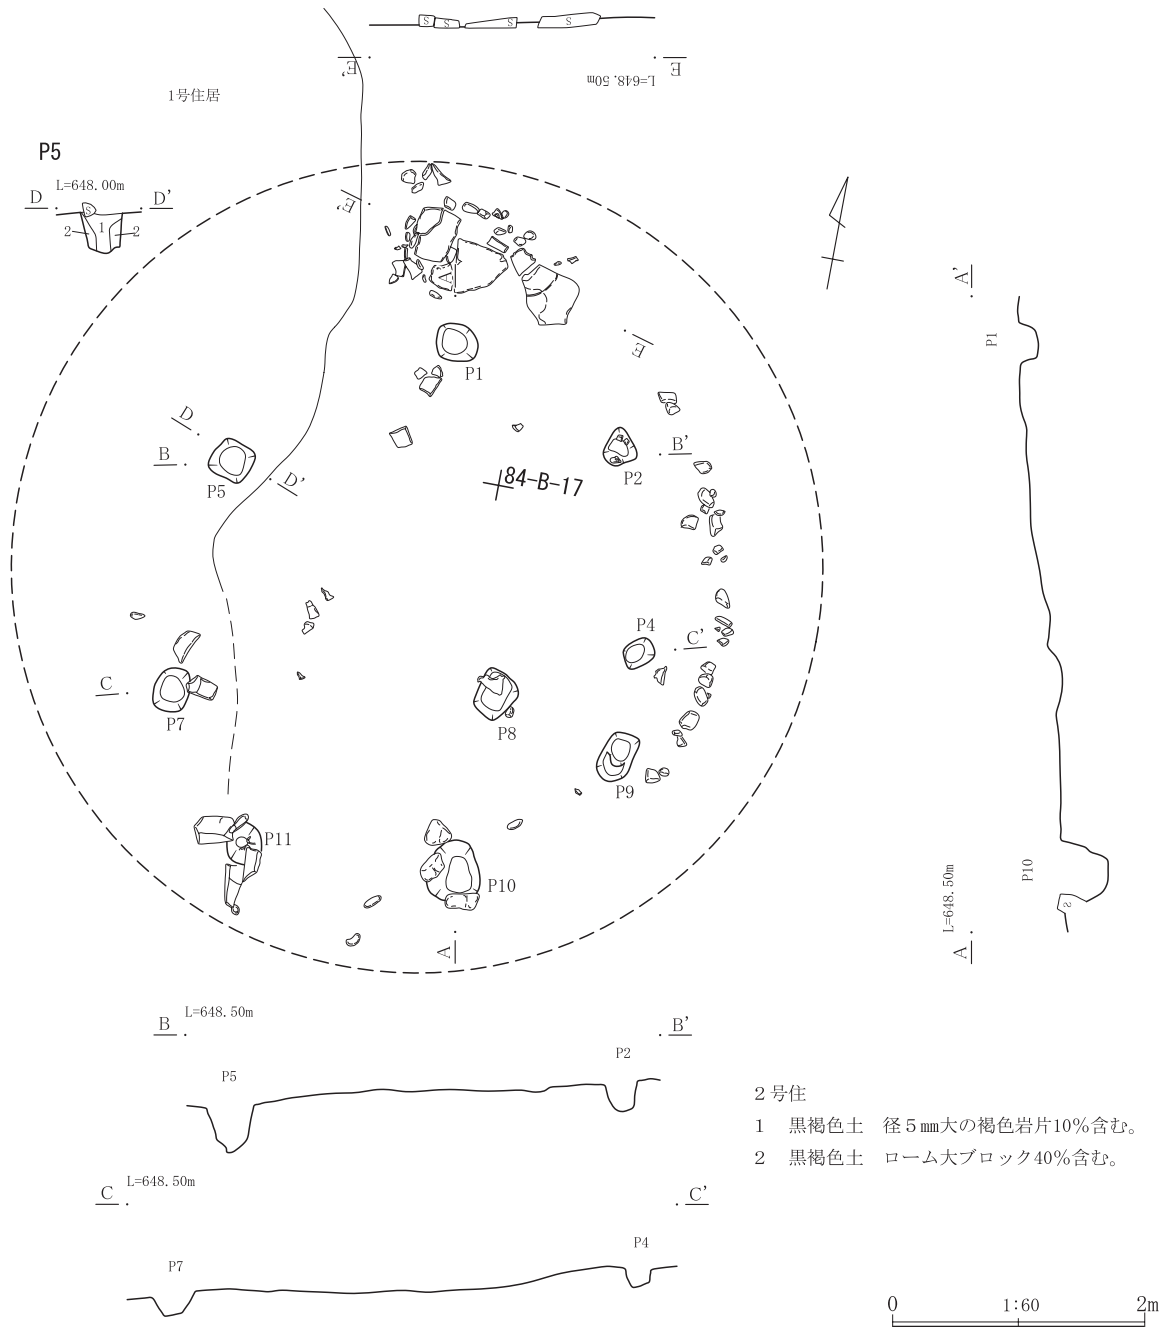 S S S S
E' E
L=648.50m
1号住居
P5
L=648.00m
D D'
S
2 1 2
E'
A'
A'
P1
P1
E
D
B B'
P5 D' 84-B-17 P2
P4
C C'
P7 P8
P9
P11
P10
P10
S
L=648.50m
A
A
L=648.50m
B B'
P5 P2
2号住
1 黒褐色土 径5mm大の褐色岩片10%含む。
2 黒褐色土 ローム大ブロック40%含む。
L=648.50m
C C'
P7 P4
0 1:60 2m